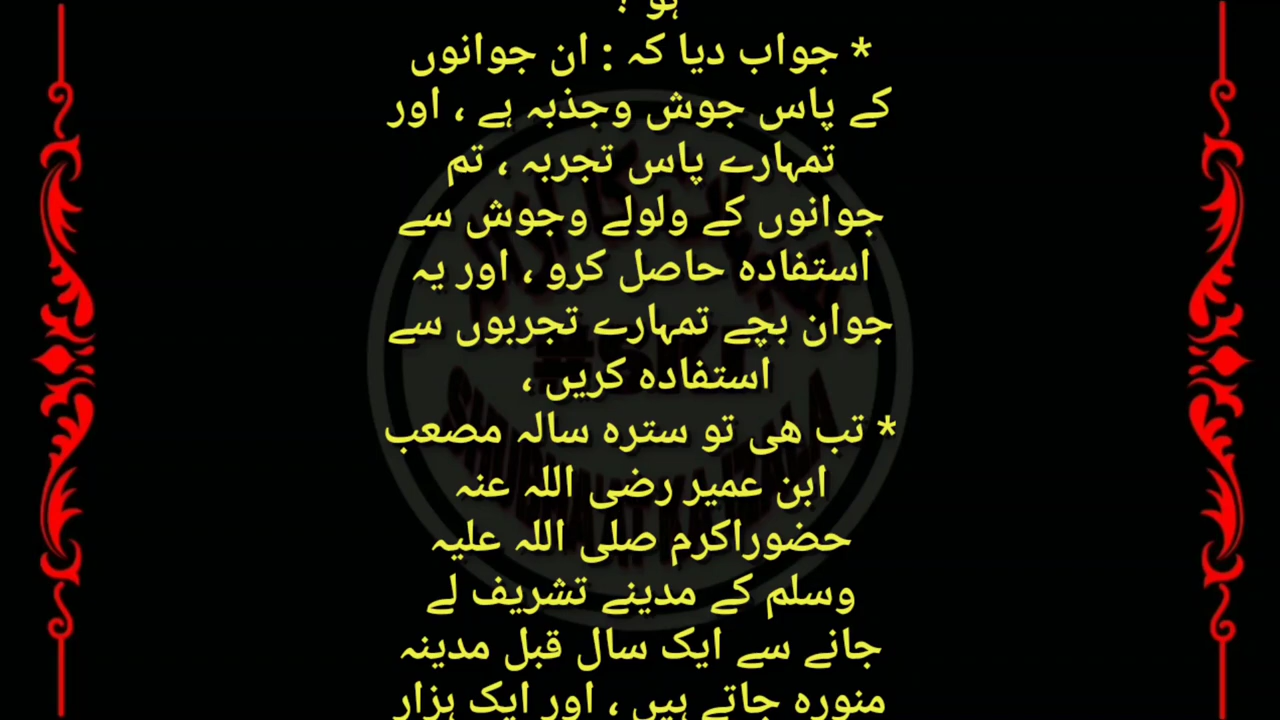 ہو ؟
* جواب دیا کہ : ان جوانوں
کے پاس جوش وجذبہ ہے ، اور
تمہارے پاس تجربہ ، تم
جوانوں کے ولولے وجوش سے
استفادہ حاصل کرو ، اور یہ
جوان بچے تمہارے تجربوں سے
استفادہ کریں ،
* تب ھی تو سترہ سالہ مصعب
ابن عمیر رضی اللہ عنہ
حضوراکرم صلی اللہ علیہ
وسلم کے مدینے تشریف لے
جانے سے ایک سال قبل مدینہ
منورہ جاتے ہیں ، اور ایک ہزار